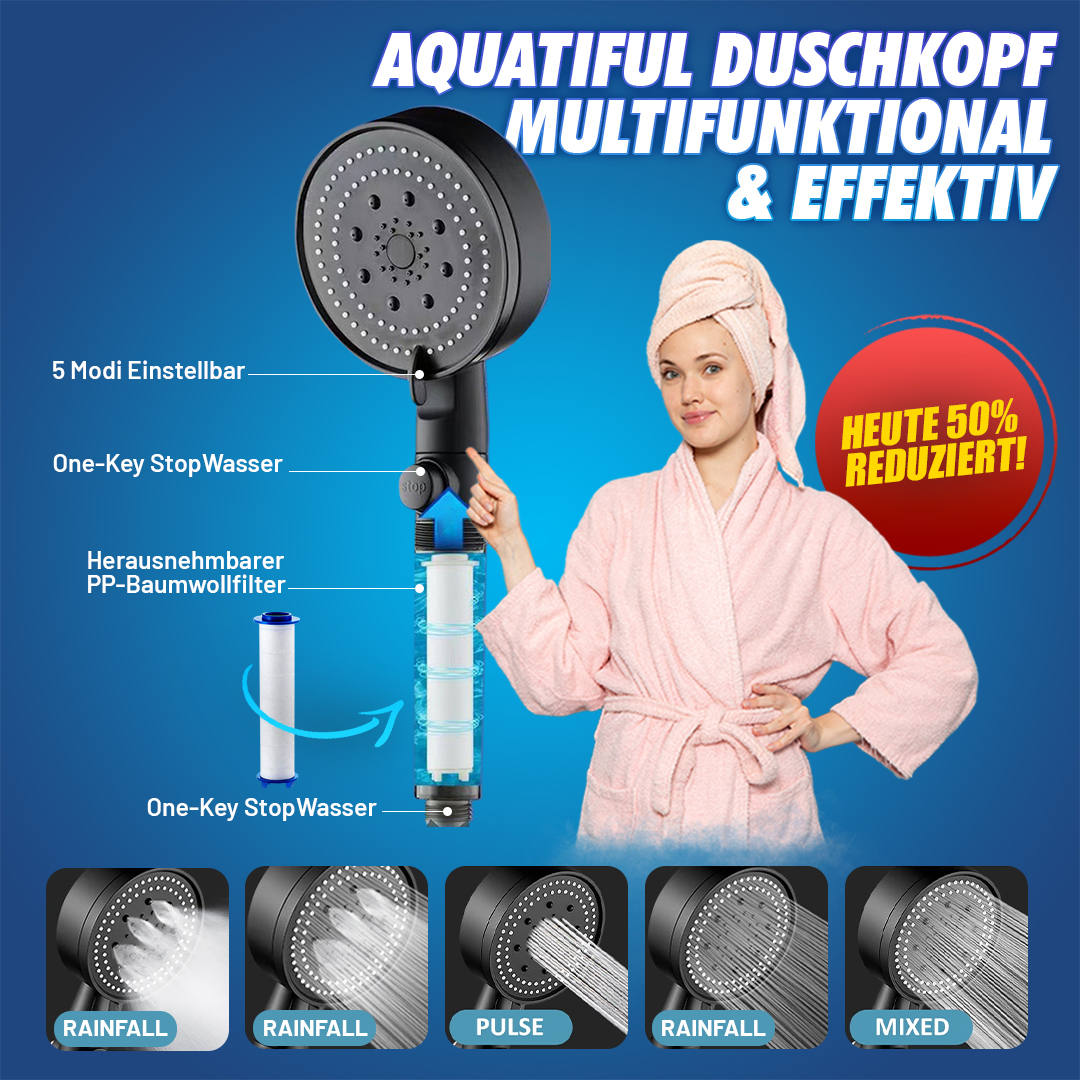 AQUATIFUL DUSCHKOPF
MULTIFUNKTIONAL
& EFFEKTIV
HEUTE 50%
REDUZIERT!
5 Modi Einstellbar
One-Key StopWasser
stop
Herausnehmbarer
PP-Baumwollfilter
One-Key StopWasser
RAINFALL
RAINFALL
PULSE
RAINFALL
MIXED